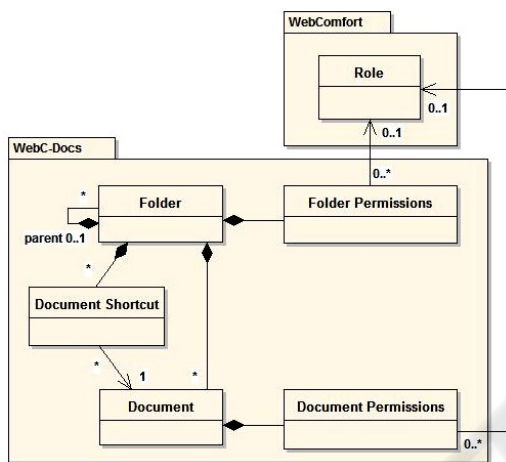 WebComfort
Role
0..1
0..1
WebC-Docs
0..*
*
Folder
Folder Permissions
parent 0..1
*
Document Shortcut
*
1
*
Document
Document Permissions
0..*